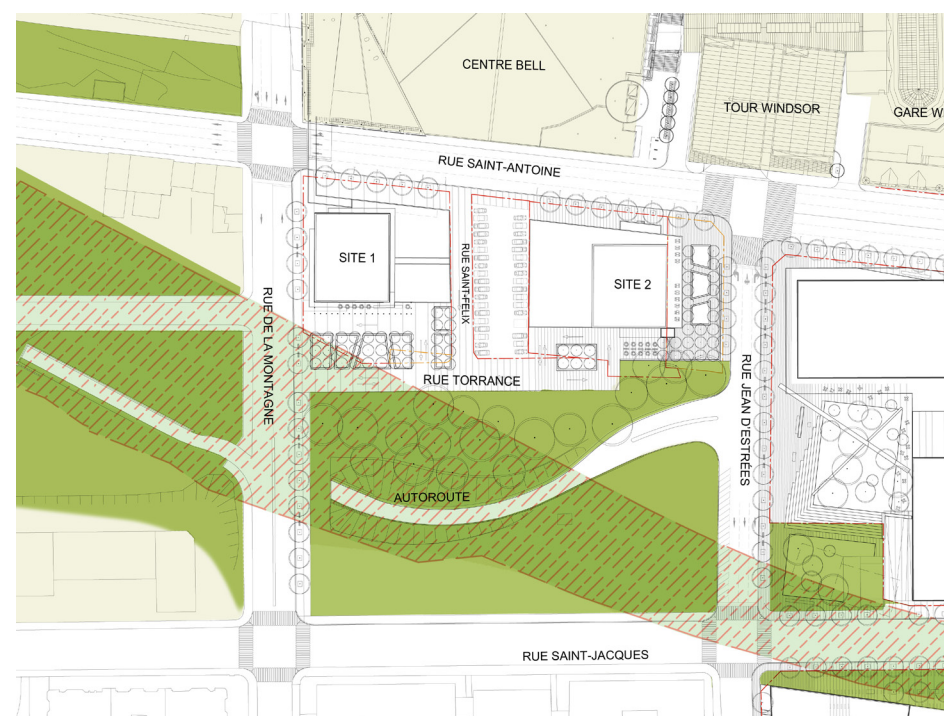 CENTRE BELL
TOUR WINDSOR
GARE W
RUE SAINT-ANTOINE
SITE 1
RUE SAINT-FELIX
SITE 2
RUE DE LA MONTAGNE
RUE TORRANCE
RUE JEAN D'ESTRÉES
AUTOROUTE
RUE SAINT-JACQUES